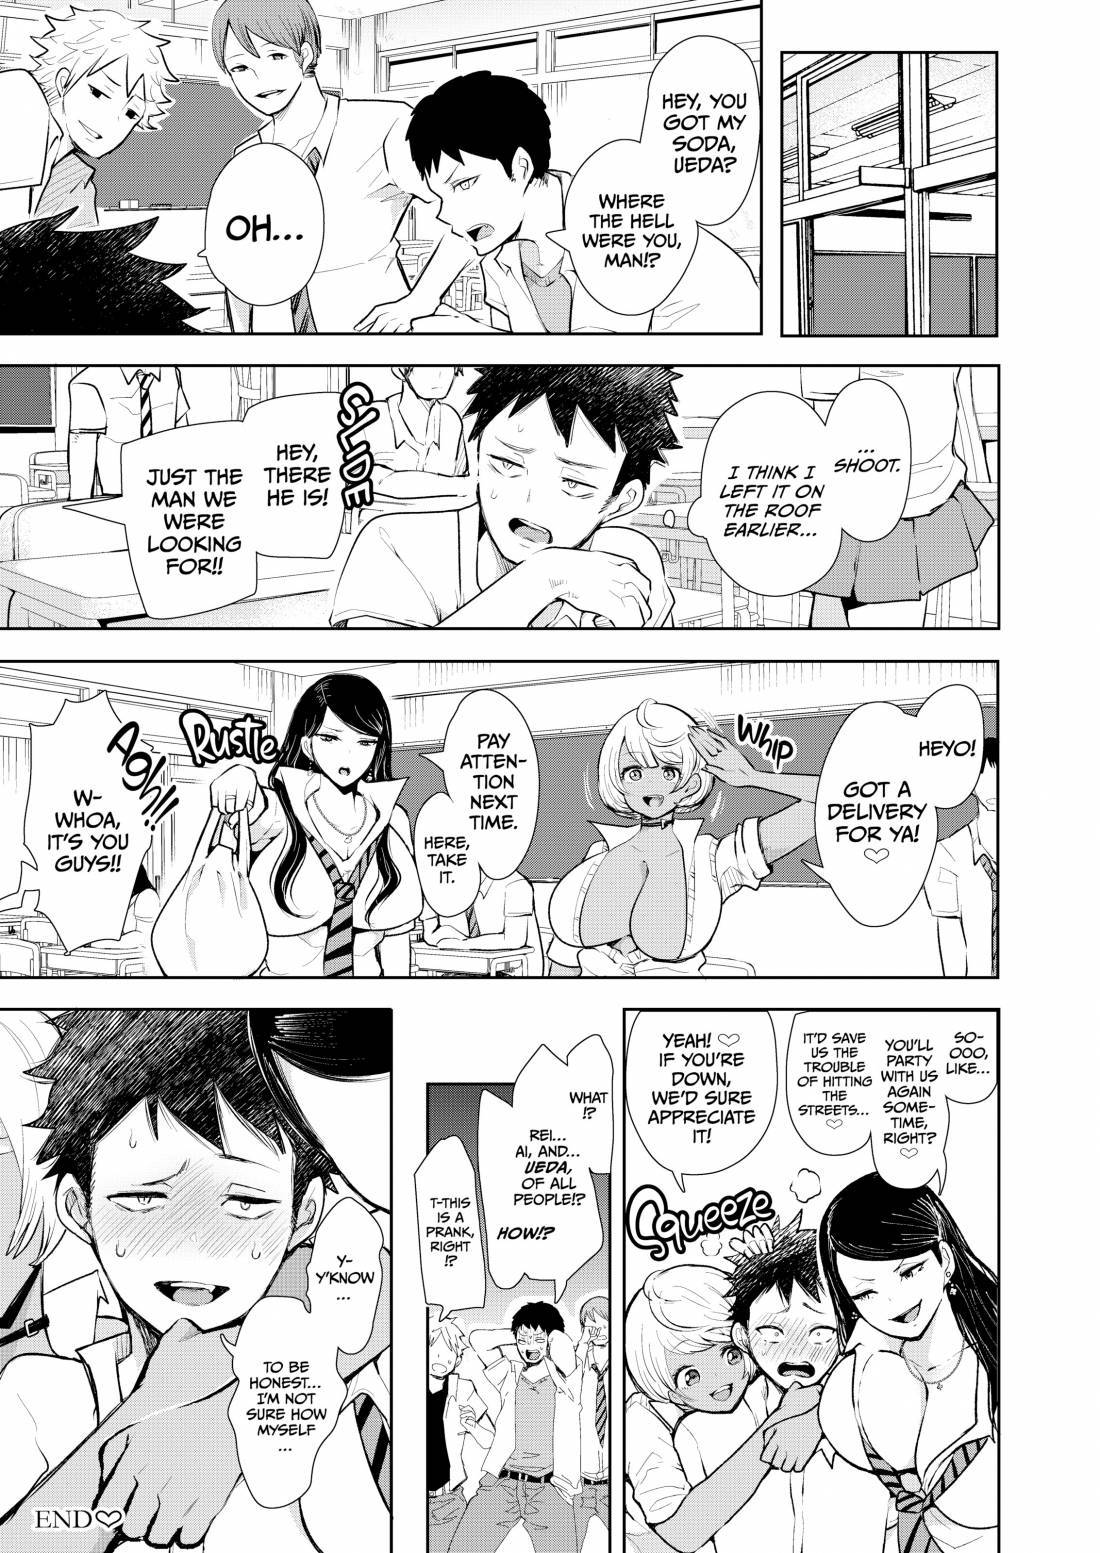 HEY, YOU
GOT MY
SODA,
UEDA?
WHERE
THE HELL
WERE YOU,
MAN!?
OH...
...
SHOOT.
I THINK I
LEFT IT ON
THE ROOF
EARLIER...
GLIDE
HEY,
THERE
HE IS!
JUST THE
MAN WE
WERE
LOOKING
FOR!!
HEYO!
GOT A
DELIVERY
FOR YA!
♡
WHIP
PAY
ATTEN-
TION
NEXT
TIME.
HERE,
TAKE
IT.
RUSTLE
Agh!!
W-
WHOA,
IT'S YOU
GUYS!!
SO-
OOO,
LIKE...
YOU'LL
PARTY
WITH US
AGAIN
SOME-
TIME,
RIGHT?
♡
IT'D SAVE
US THE
TROUBLE
OF HITTING
THE
STREETS...
♡
YEAH! ♡
IF YOU'RE
DOWN,
WE'D SURE
APPRECIATE
IT!
Squeeze
WHAT
!?
REI...
AI, AND...
UEDA,
OF ALL
PEOPLE!?
HOW!?
T-THIS
IS A
PRANK,
RIGHT
!?
Y-
Y'KNOW
...
TO BE
HONEST...
I'M NOT
SURE HOW
MYSELF
...
END♡